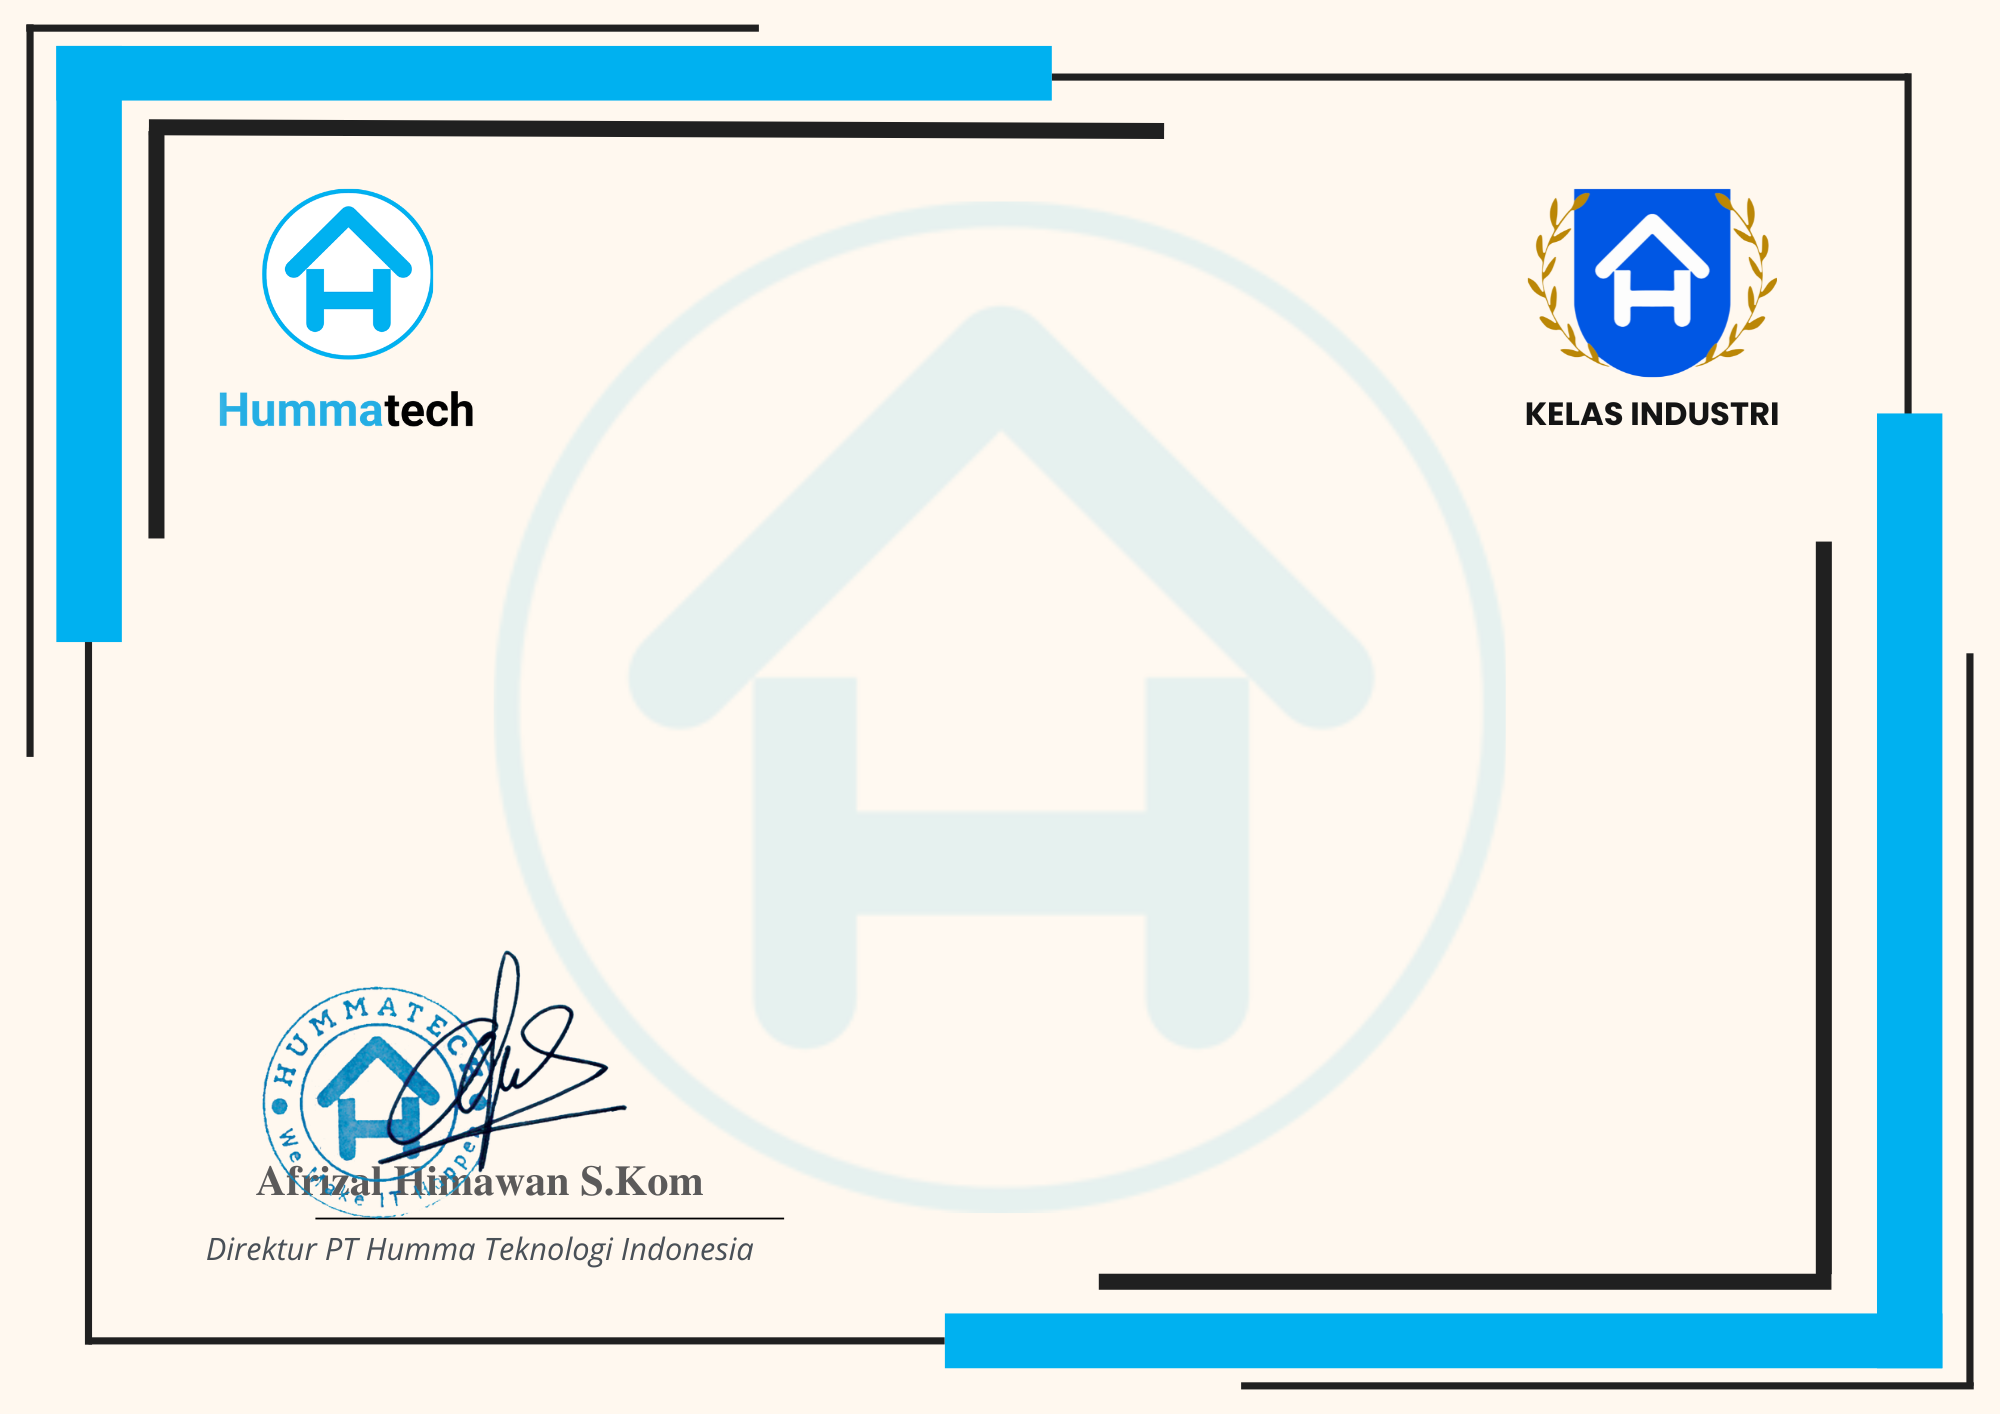 Hummatech
KELAS INDUSTRI
HUMMATECH
We Make IT Happen
Afrizal Himawan S.Kom
Direktur PT Humma Teknologi Indonesia